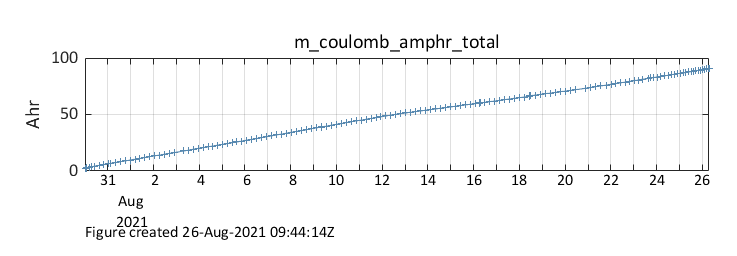 m_coulomb_amphr_total
100
50
0
Ahr
31 2 4 6 8 10 12 14 16 18 20 22 24 26
Aug
2021
Figure created 26-Aug-2021 09:44:14Z